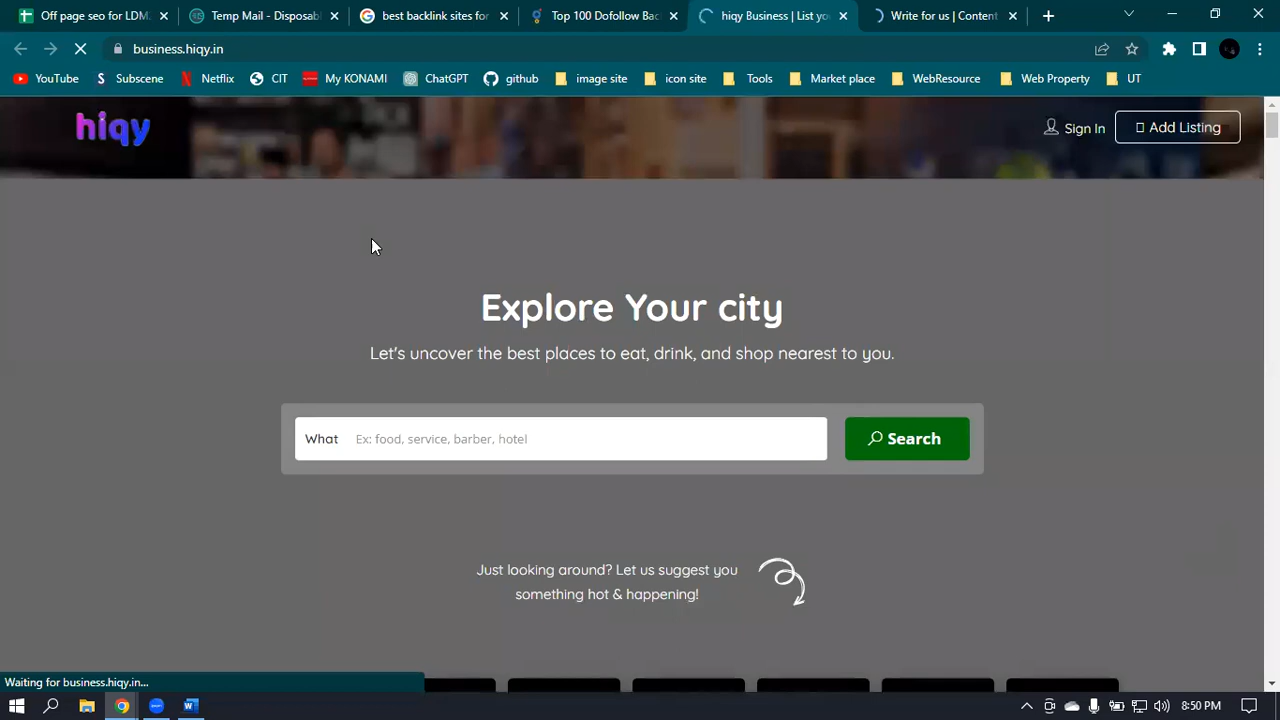 Off page seo for LDM
Temp Mail - Disposabl
best backlink sites for
Top 100 Dofollow Bac
hiqy Business | List yo
Write for us | Content
business.hiqy.in
YouTube
Subscene
Netflix
CIT
My KONAMI
ChatGPT
github
image site
icon site
Tools
Market place
WebResource
Web Property
UT
hiqy
Sign In
Add Listing
Explore Your city
Let's uncover the best places to eat, drink, and shop nearest to you.
What Ex: food, service, barber, hotel
Search
Just looking around? Let us suggest you
something hot & happening!
Waiting for business.hiqy.in...
8:50 PM